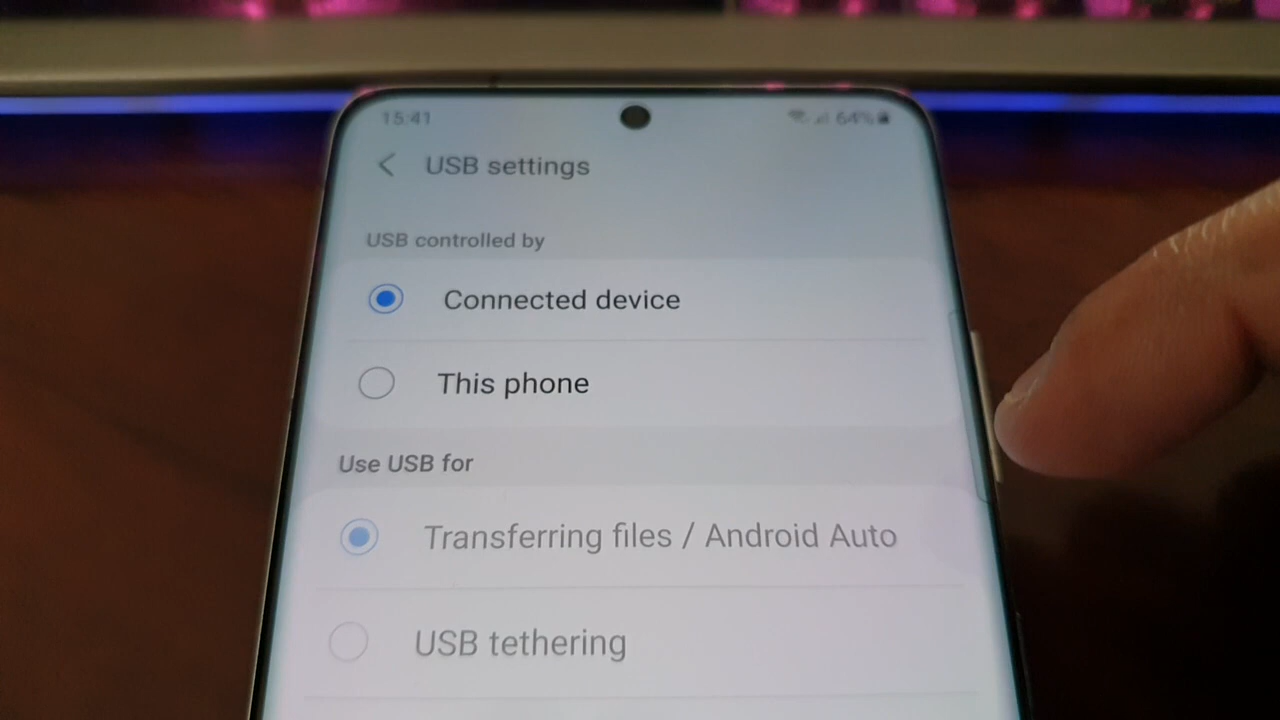 15:41
64%
USB settings
USB controlled by
Connected device
This phone
Use USB for
Transferring files / Android Auto
USB tethering